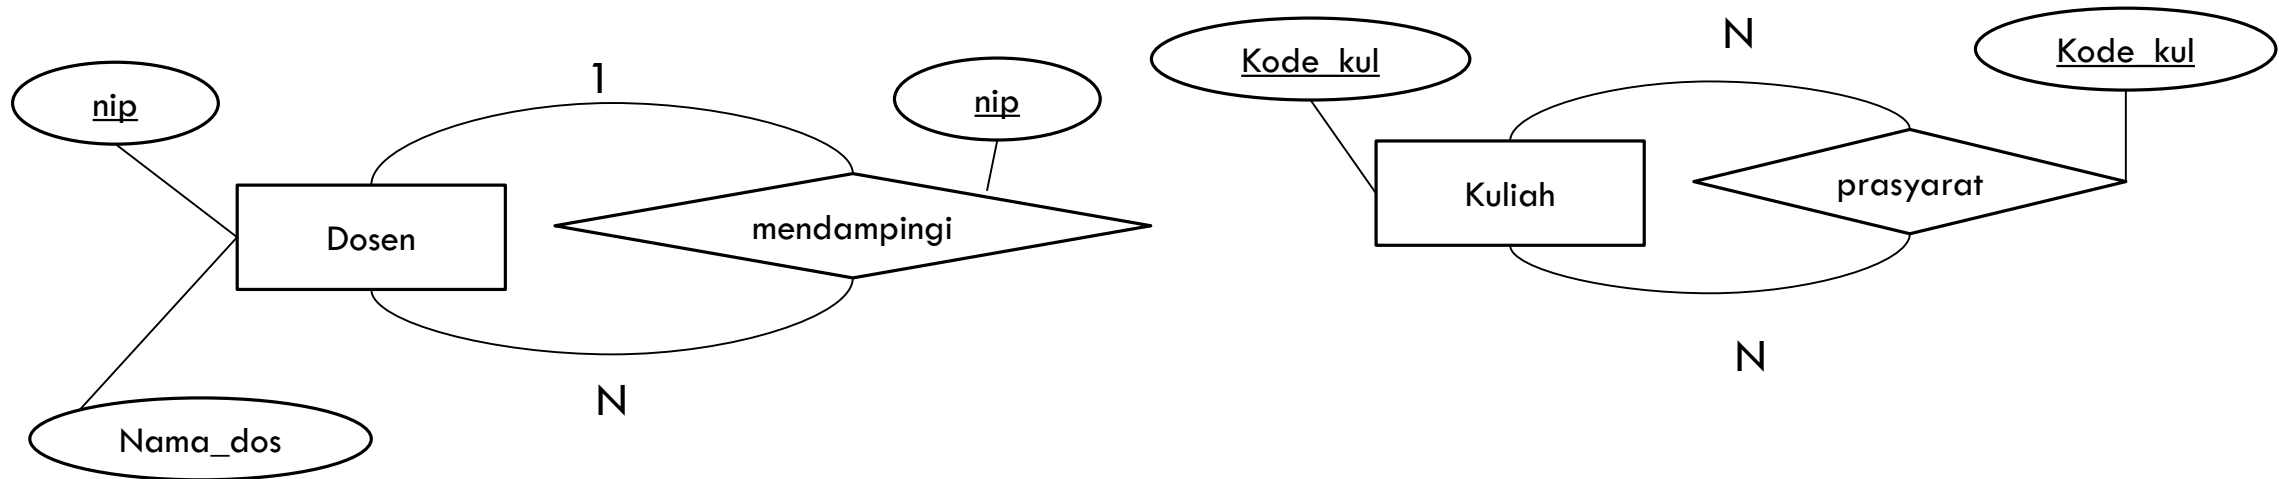 nip
Dosen
Nama_dos
1
N
mendampingi
nip
Kode_kul
Kuliah
N
N
prasyarat
Kode_kul